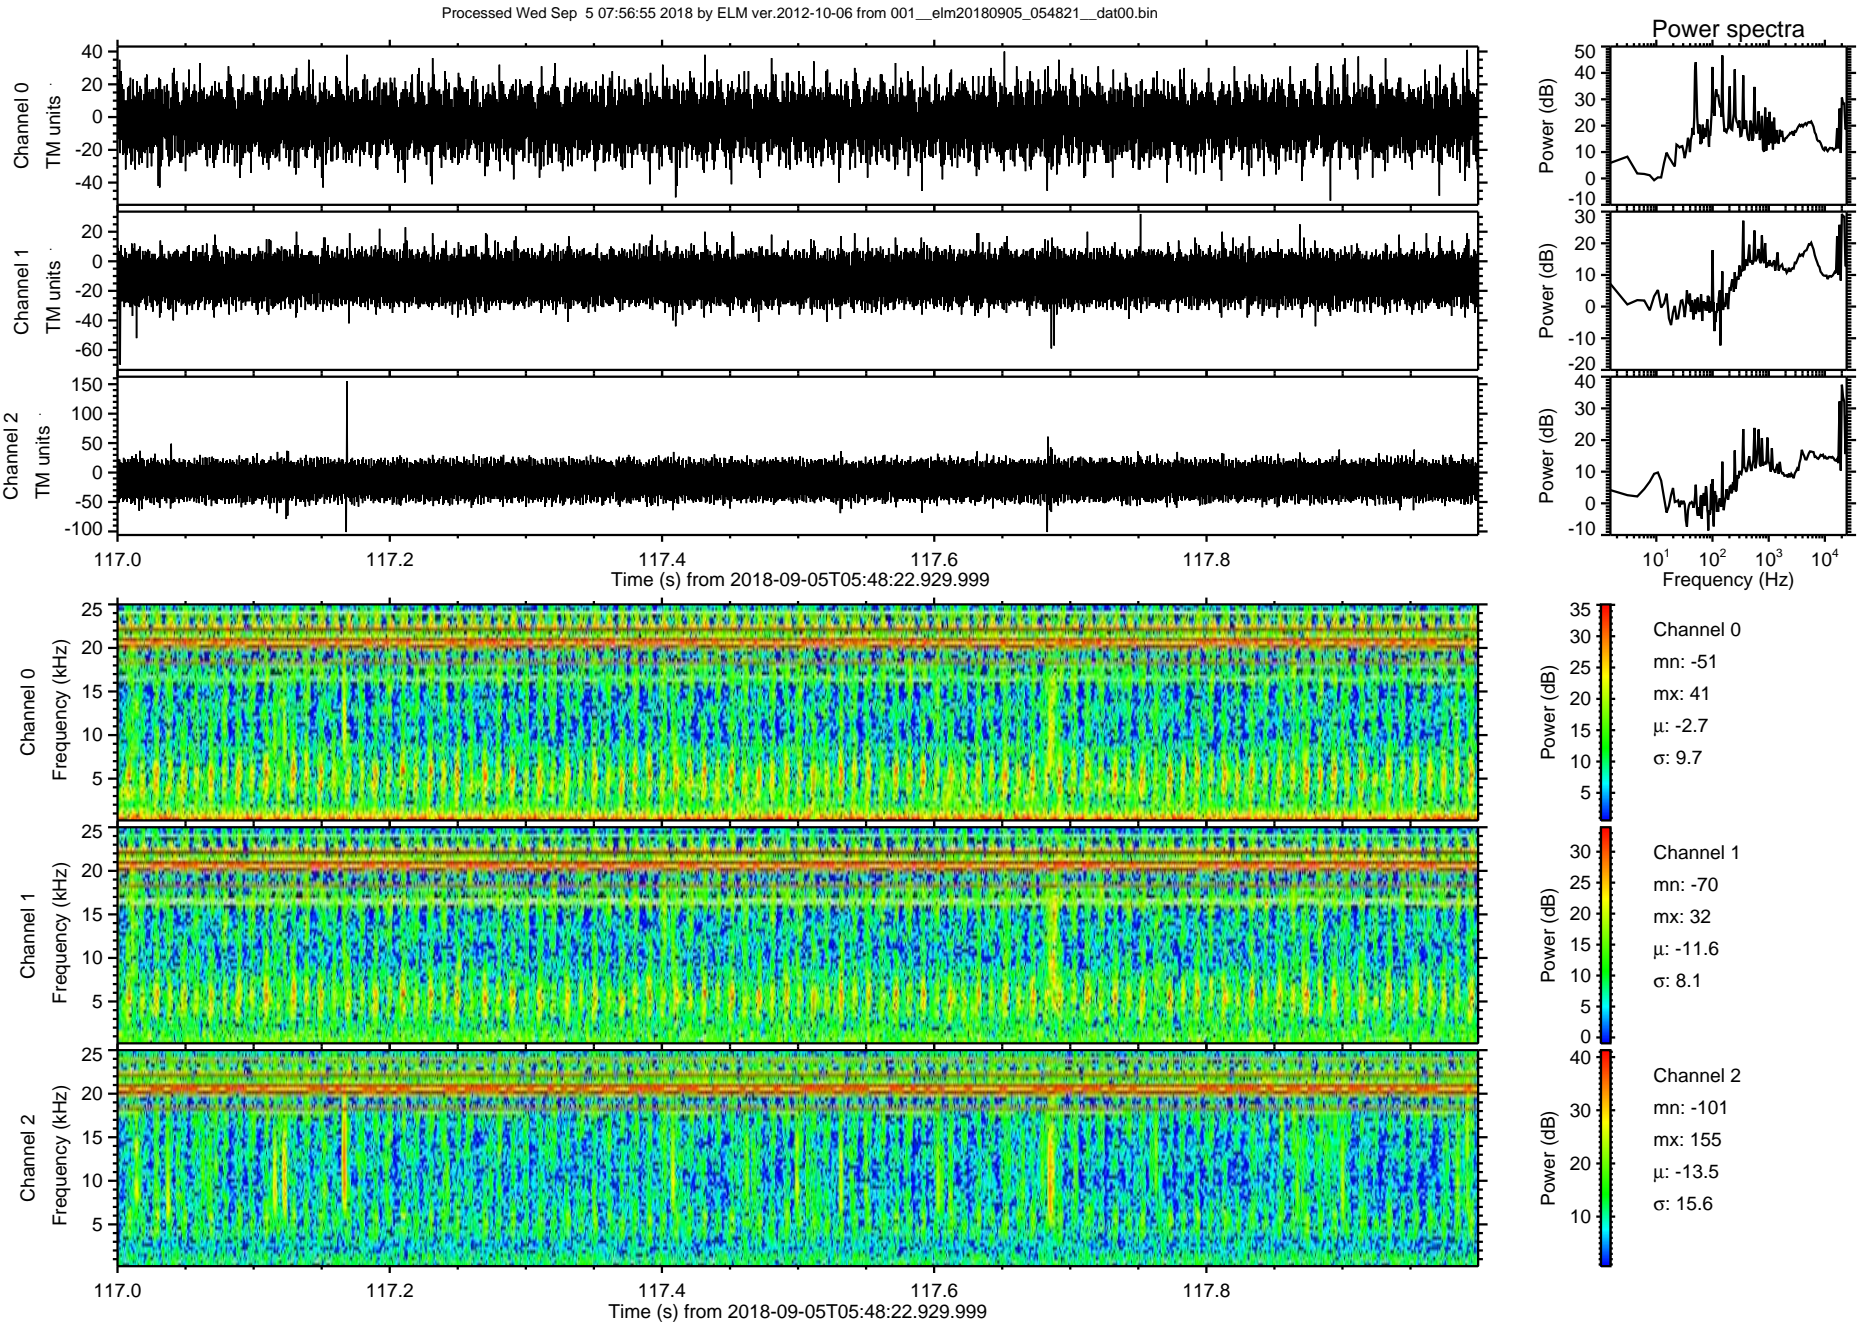 Processed Wed Sep  5 07:56:55 2018 by ELM ver.2012-10-06 from 001__elm20180905_054821__dat00.bin
Power spectra
Channel 0
TM units
40
20
0
-20
-40
Power (dB)
50
40
30
20
10
0
-10
Channel 1
TM units
20
0
-20
-40
-60
Power (dB)
30
20
10
0
-10
-20
Channel 2
TM units
150
100
50
0
-50
-100
Power (dB)
40
30
20
10
0
-10
117.0 117.2 117.4 117.6 117.8
Time (s) from 2018-09-05T05:48:22.929.999
10^1 10^2 10^3 10^4
Frequency (Hz)
Channel 0
Frequency (kHz)
25
20
15
10
5
Power (dB)
35
30
25
20
15
10
5
Channel 0
mn: -51
mx: 41
μ: -2.7
σ: 9.7
Channel 1
Frequency (kHz)
25
20
15
10
5
Power (dB)
30
25
20
15
10
5
0
Channel 1
mn: -70
mx: 32
μ: -11.6
σ: 8.1
Channel 2
Frequency (kHz)
25
20
15
10
5
Power (dB)
40
30
20
10
Channel 2
mn: -101
mx: 155
μ: -13.5
σ: 15.6
117.0 117.2 117.4 117.6 117.8
Time (s) from 2018-09-05T05:48:22.929.999